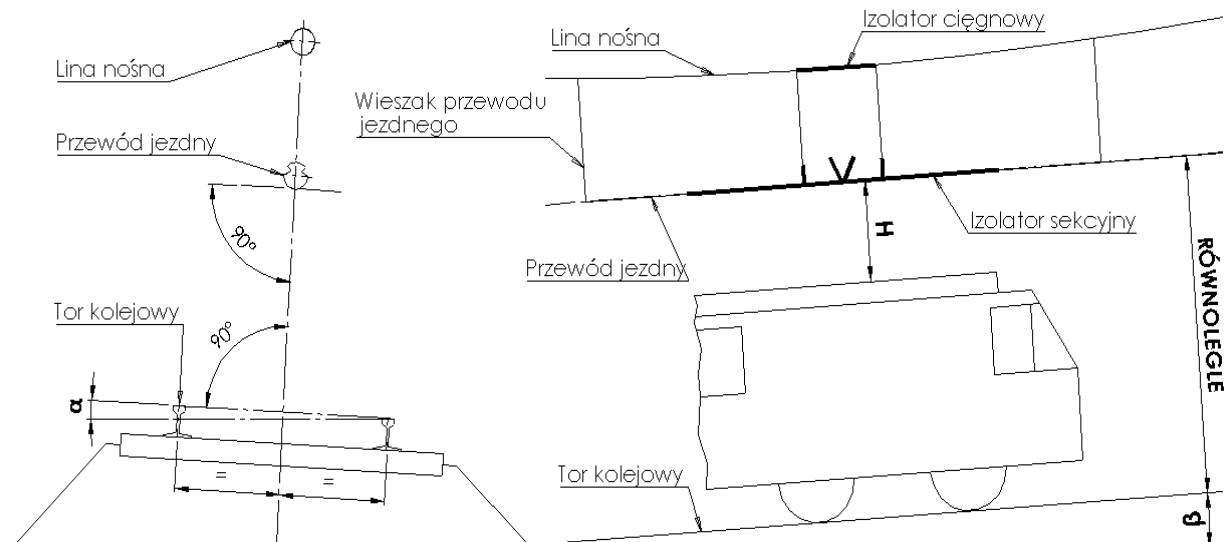 Lina nośna
Przewód jezdny
90°
Tor kolejowy
90°
α
=
=
Lina nośna
Izolator cięgnowy
Wieszak przewodu
jezdnego
H
Izolator sekcyjny
Przewód jezdny
RÓWNOLEGLE
Tor kolejowy
β